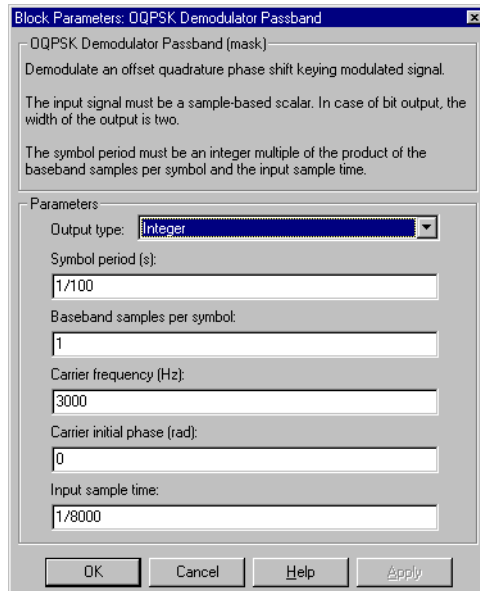 Block Parameters: OQPSK Demodulator Passband
OQPSK Demodulator Passband (mask)
Demodulate an offset quadrature phase shift keying modulated signal.
The input signal must be a sample-based scalar. In case of bit output, the
width of the output is two.
The symbol period must be an integer multiple of the product of the
baseband samples per symbol and the input sample time.
Parameters
Output type: Integer
Symbol period (s):
1/100
Baseband samples per symbol:
1
Carrier frequency (Hz):
3000
Carrier initial phase (rad):
0
Input sample time:
1/8000
OK Cancel Help Apply